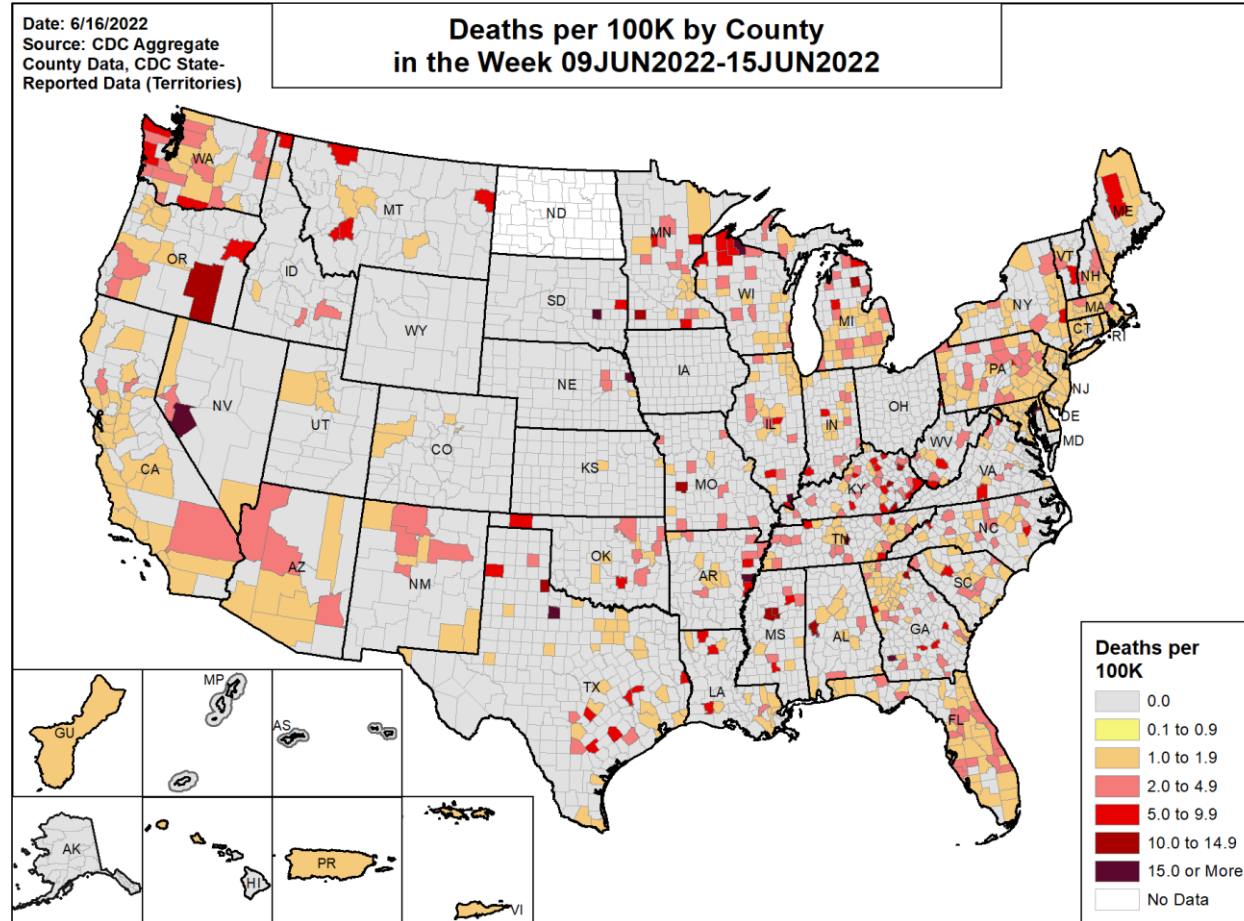 Date: 6/16/2022
Source: CDC Aggregate
County Data, CDC State-
Reported Data (Territories)
Deaths per 100K by County
in the Week 09JUN2022-15JUN2022
WA
MT
ND
MN
ME
OR
ID
SD
WI
MI
VT
NH
NY
MA
CT
RI
WY
IA
NE
PA
NJ
NV
UT
CO
IL
IN
OH
DE
MD
WV
CA
KS
MO
KY
VA
AZ
NM
OK
AR
TN
NC
SC
MS
AL
GA
TX
LA
FL
MP
GU
AS
AK
HI
PR
VI
Deaths per
100K
0.0
0.1 to 0.9
1.0 to 1.9
2.0 to 4.9
5.0 to 9.9
10.0 to 14.9
15.0 or More
No Data